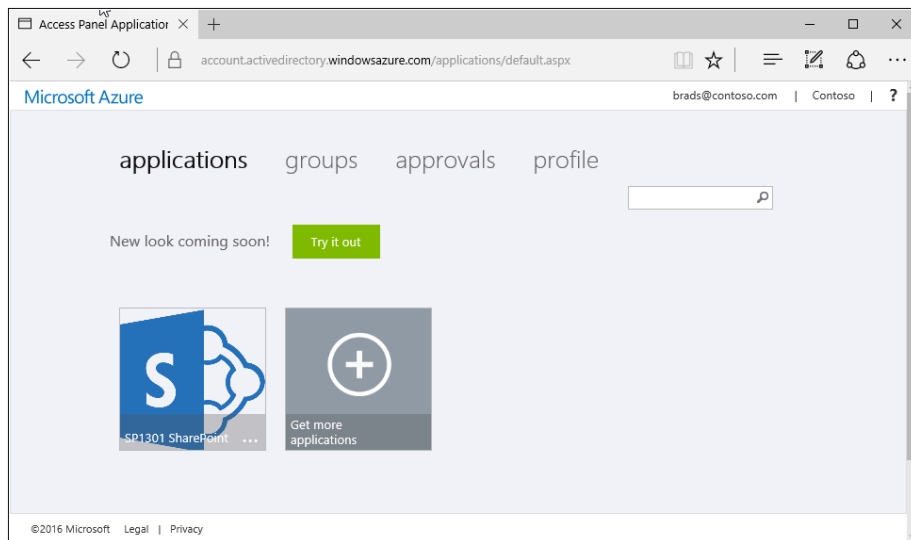 Access Panel Application
account.activedirectory.windowsazure.com/applications/default.aspx
Microsoft Azure
brads@contoso.com | Contoso | ?
applications groups approvals profile
New look coming soon! Try it out
S
SP1301 SharePoint ...
Get more
applications
©2016 Microsoft Legal | Privacy